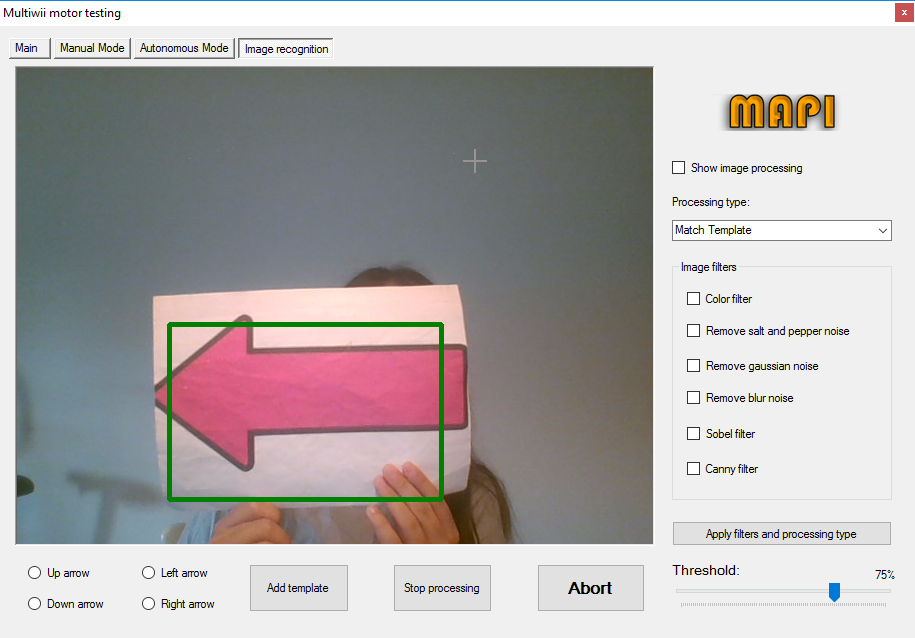 Multiwii motor testing
x
Main Manual Mode Autonomous Mode Image recognition
MAPI
Show image processing
Processing type:
Match Template
Image filters
Color filter
Remove salt and pepper noise
Remove gaussian noise
Remove blur noise
Sobel filter
Canny filter
Apply filters and processing type
Threshold:
75%
Up arrow
Left arrow
Down arrow
Right arrow
Add template
Stop processing
Abort